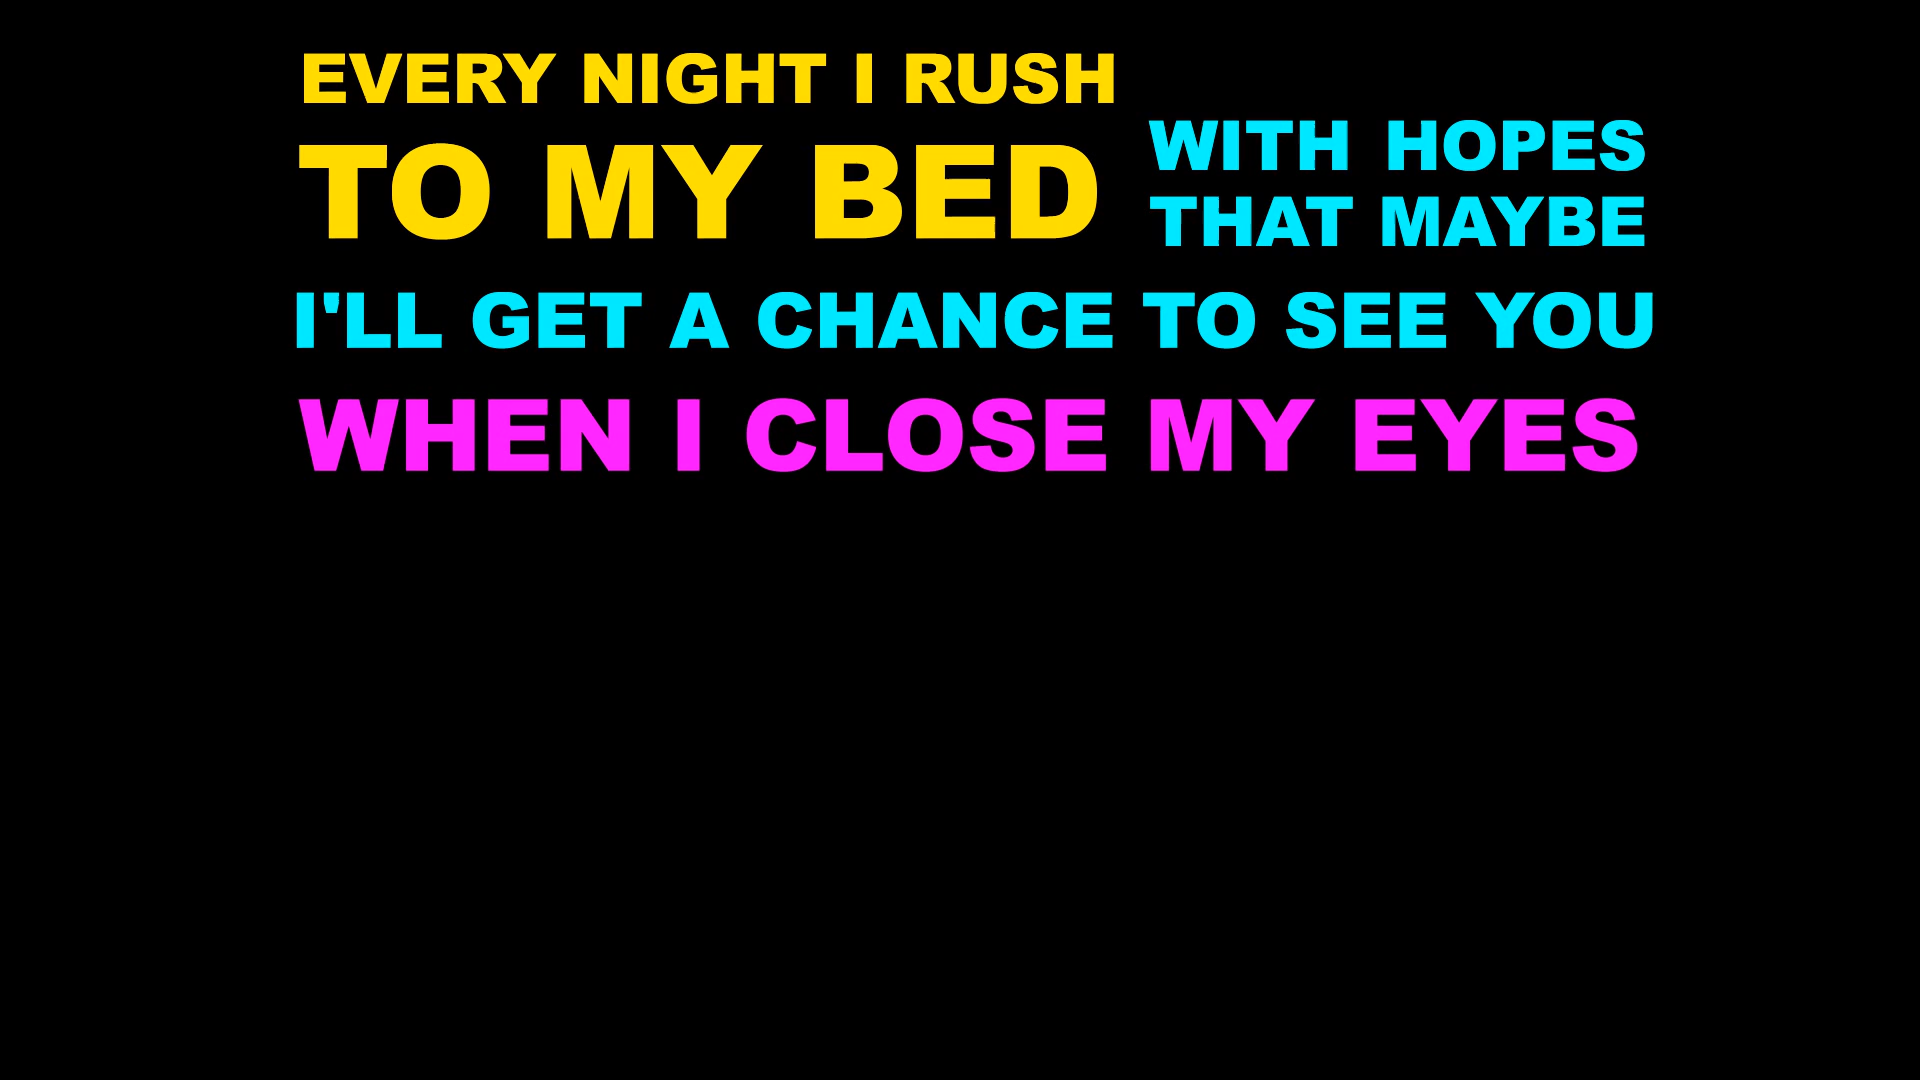 EVERY NIGHT I RUSH
TO MY BED
WITH HOPES
THAT MAYBE
I'LL GET A CHANCE TO SEE YOU
WHEN I CLOSE MY EYES